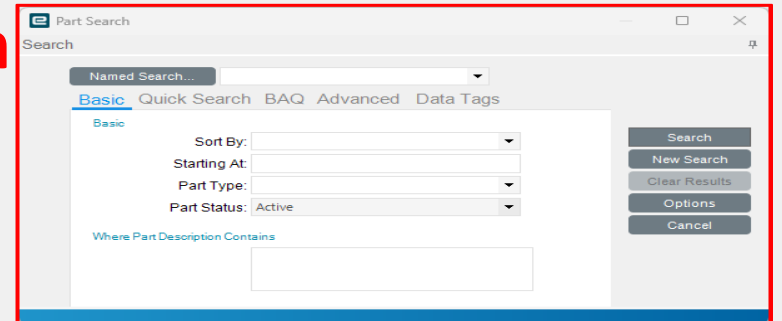 Part Search
Search
Named Search...
Basic Quick Search BAQ Advanced Data Tags
Basic
Sort By:
Starting At:
Part Type:
Part Status: Active
Where Part Description Contains
Search
New Search
Clear Results
Options
Cancel